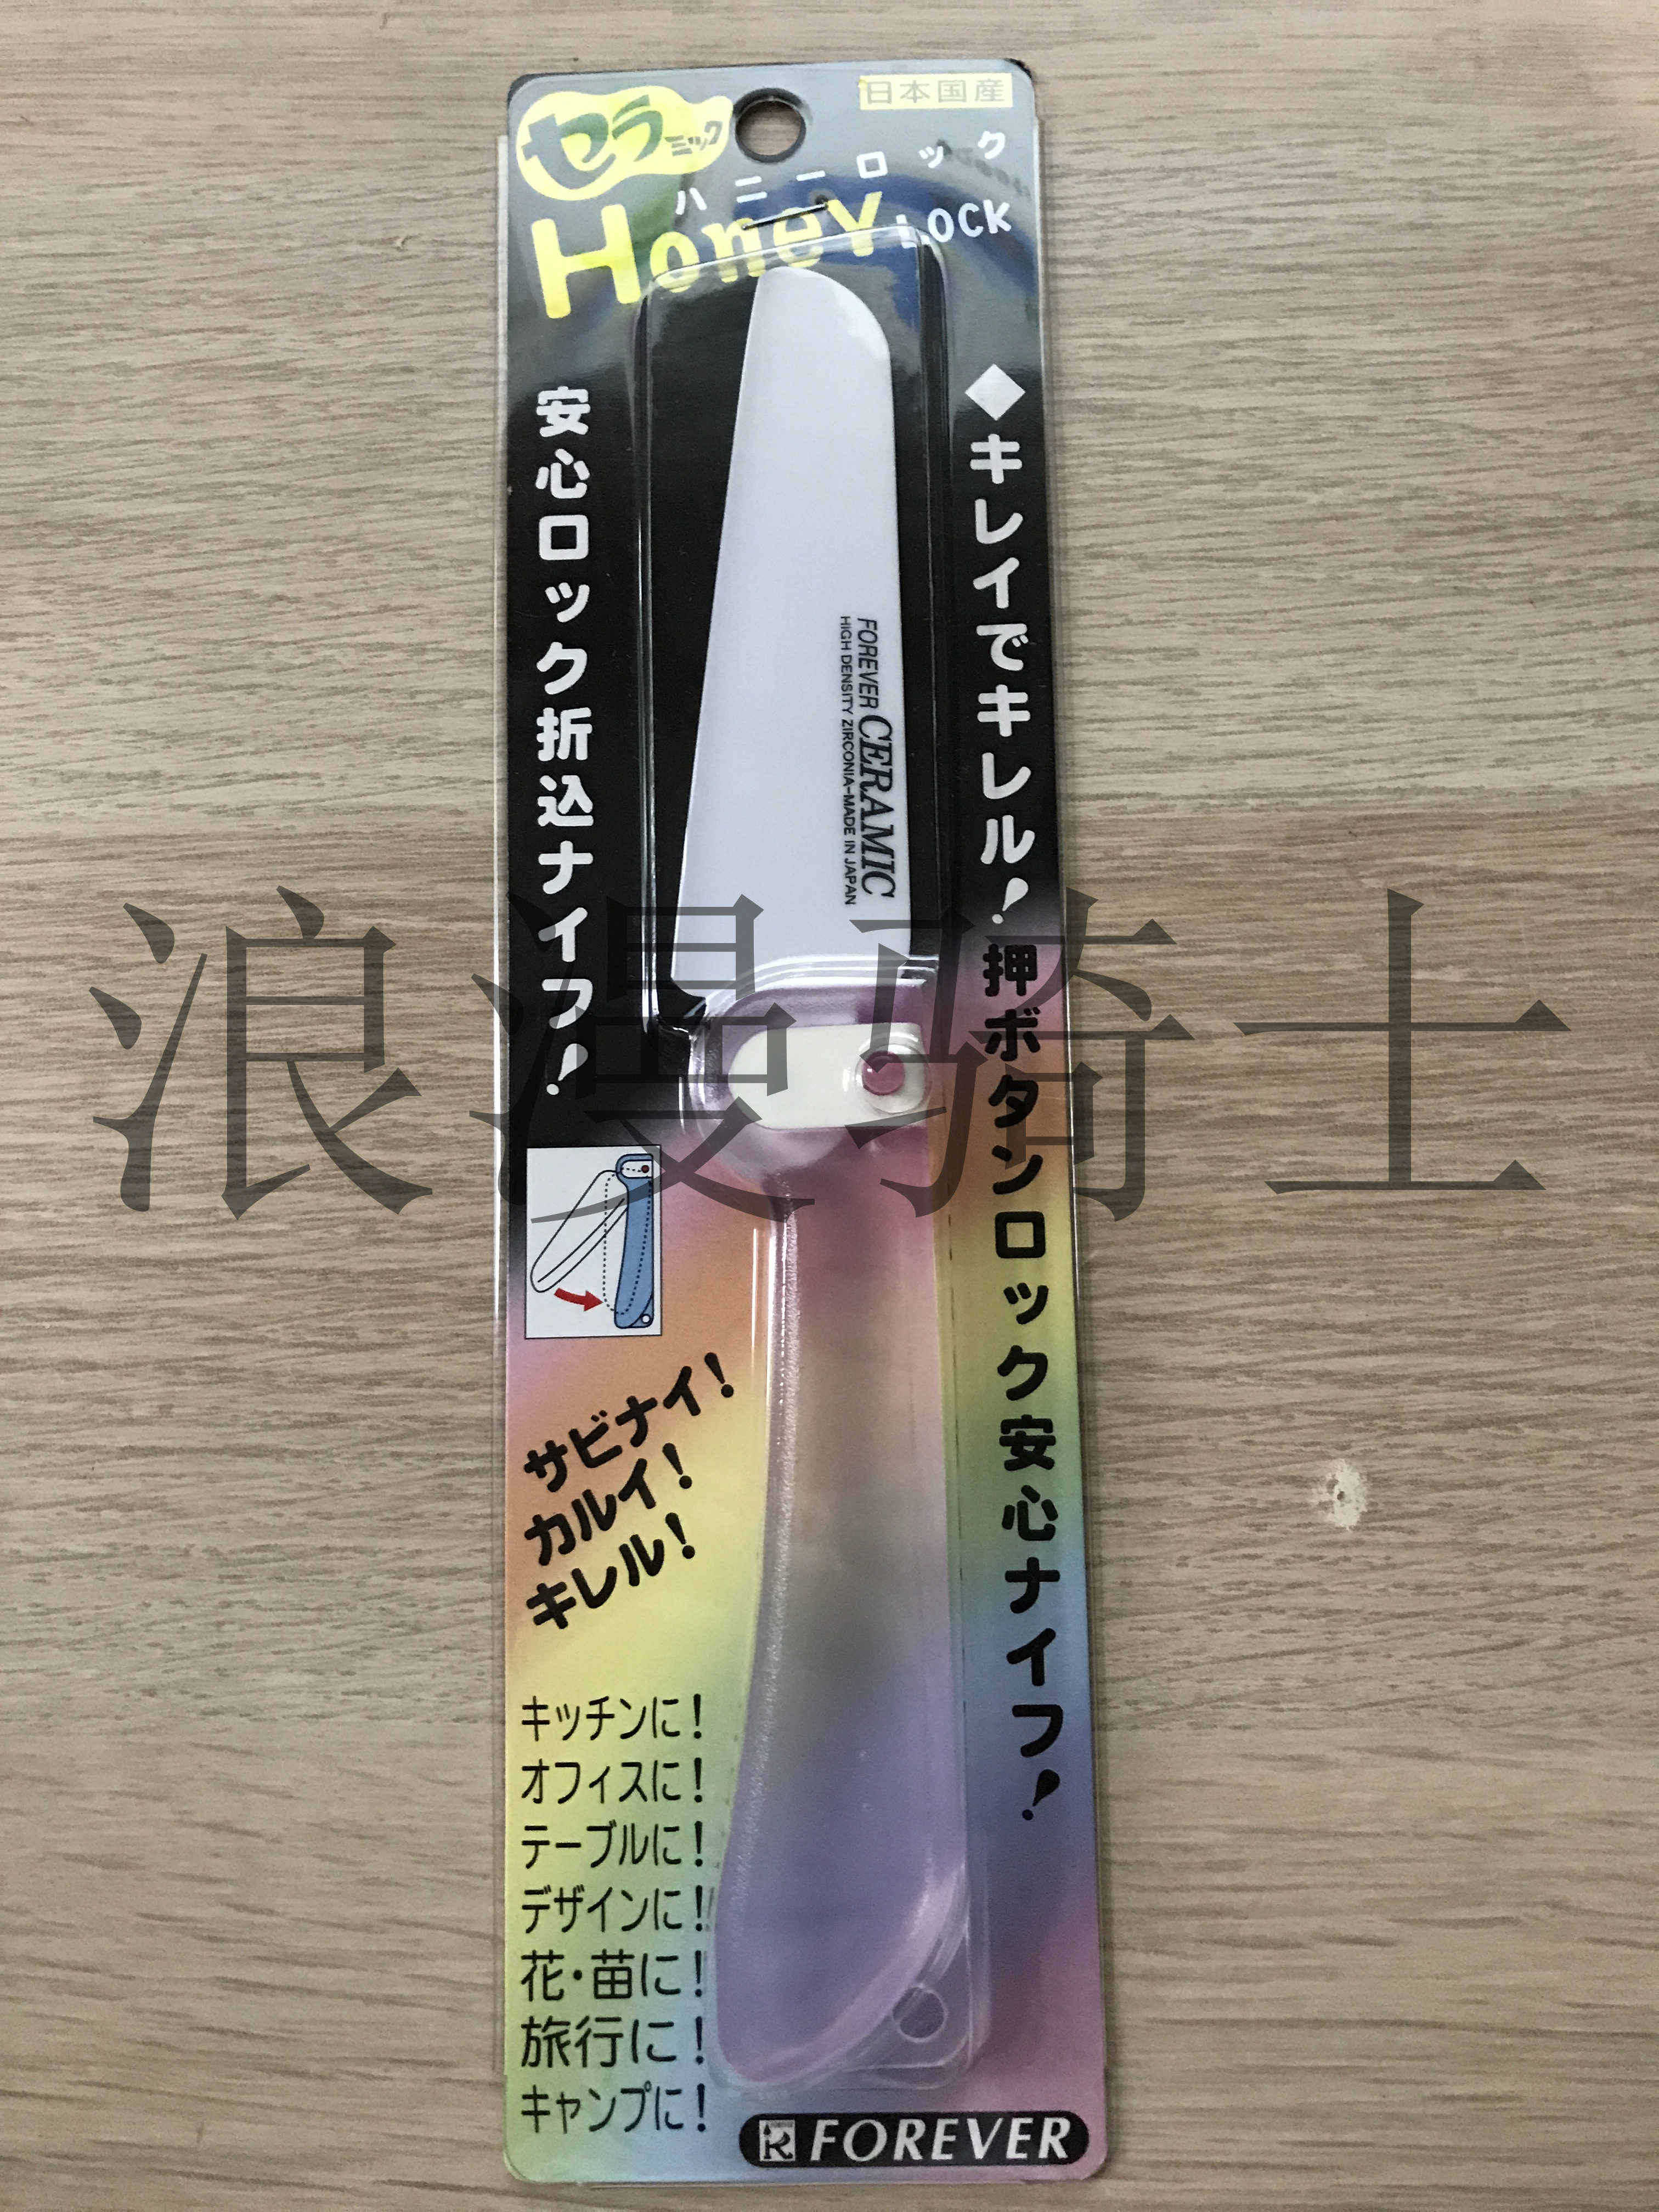 日本国産
セラミック
ハニーロック
Honey LOCK
◆キレイでキレル!押ボタンロック安心ナイフ!
安心ロック折込ナイフ!
FOREVER CERAMIC
HIGH DENSITY ZIRCONIA-MADE IN JAPAN
浪漫骑士
サビナイ!
カルイ!
キレル!
キッチンに!
オフィスに!
テーブルに!
デザインに!
花・苗に!
旅行に!
キャンプに!
FOREVER